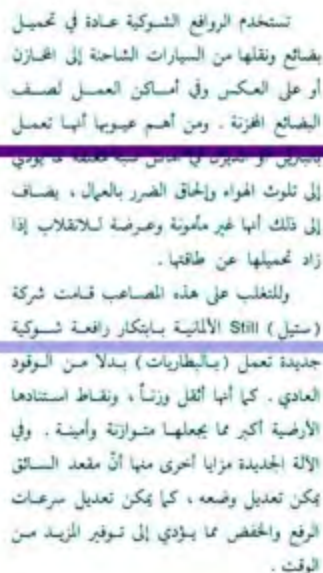 تستخدم الروافع الشوكية عادة في تحميل
بضائع ونقلها من السيارات الشاحنة إلى المخازن
أو على العكس وفي أماكن العمل لصف
البضائع المخزنة . ومن أهم عيوبها أنها تعمل
يؤدي
إلى تلوث الهواء وإلحاق الضرر بالعمال ، يضاف
إلى ذلك أنها غير مأمونة وعرضة للانقلاب إذا
زاد تحميلها عن طاقتها .
وللتغلب على هذه المصاعب قامت شركة
( ستيل ) Still الألمانية بابتكار رافعة شوكية
جديدة تعمل ( بالبطاريات ) بدلاً من الوقود
العادي . كما أنها أثقل وزناً ، ونقاط استنادها
الأرضية أكبر مما يجعلها متوازنة وأمينة . وفي
الآلة الجديدة مزايا أخرى منها أنّ مقعد السائق
يمكن تعديل وضعه ، كما يمكن تعديل سرعات
الرفع والخفض مما يؤدي إلى توفير المزيد من
الوقت .